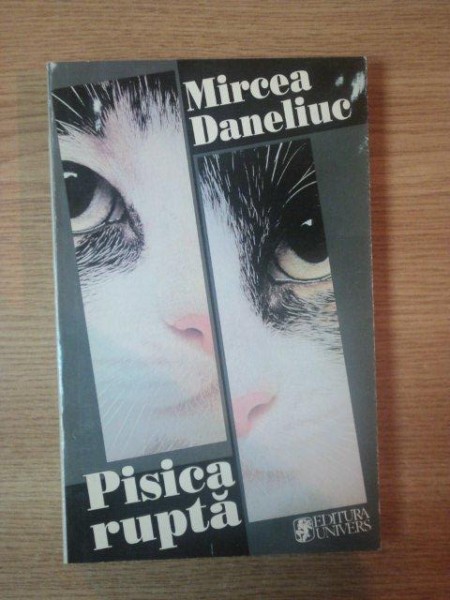 Mircea
Daneliuc
Pisica
ruptă
EDITURA
UNIVERS